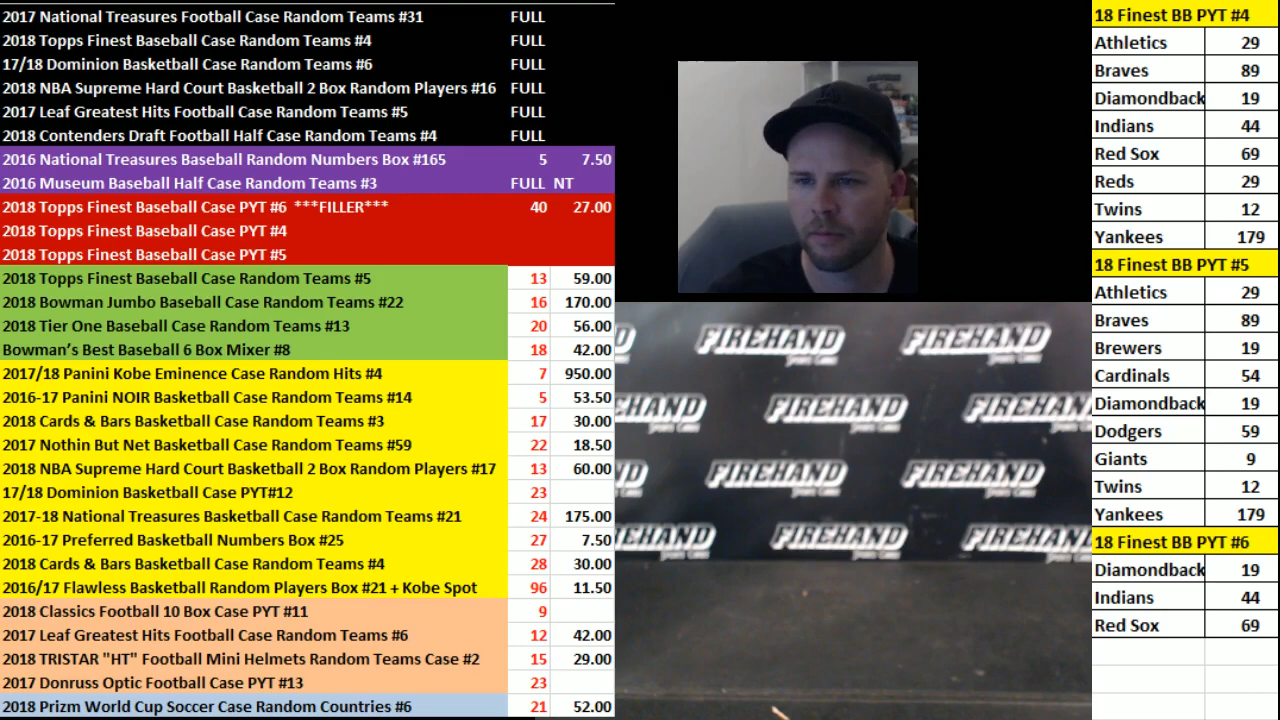 2017 National Treasures Football Case Random Teams #31 FULL
2018 Topps Finest Baseball Case Random Teams #4 FULL
17/18 Dominion Basketball Case Random Teams #6 FULL
2018 NBA Supreme Hard Court Basketball 2 Box Random Players #16 FULL
2017 Leaf Greatest Hits Football Case Random Teams #5 FULL
2018 Contenders Draft Football Half Case Random Teams #4 FULL
2016 National Treasures Baseball Random Numbers Box #165 5 7.50
2016 Museum Baseball Half Case Random Teams #3 FULL NT
2018 Topps Finest Baseball Case PYT #6 ***FILLER*** 40 27.00
2018 Topps Finest Baseball Case PYT #4
2018 Topps Finest Baseball Case PYT #5
2018 Topps Finest Baseball Case Random Teams #5 13 59.00
2018 Bowman Jumbo Baseball Case Random Teams #22 16 170.00
2018 Tier One Baseball Case Random Teams #13 20 56.00
Bowman's Best Baseball 6 Box Mixer #8 18 42.00
2017/18 Panini Kobe Eminence Case Random Hits #4 7 950.00
2016-17 Panini NOIR Basketball Case Random Teams #14 5 53.50
2018 Cards & Bars Basketball Case Random Teams #3 17 30.00
2017 Nothin But Net Basketball Case Random Teams #59 22 18.50
2018 NBA Supreme Hard Court Basketball 2 Box Random Players #17 13 60.00
17/18 Dominion Basketball Case PYT#12 23
2017-18 National Treasures Basketball Case Random Teams #21 24 175.00
2016-17 Preferred Basketball Numbers Box #25 27 7.50
2018 Cards & Bars Basketball Case Random Teams #4 28 30.00
2016/17 Flawless Basketball Random Players Box #21 + Kobe Spot 96 11.50
2018 Classics Football 10 Box Case PYT #11 9
2017 Leaf Greatest Hits Football Case Random Teams #6 12 42.00
2018 TRISTAR "HT" Football Mini Helmets Random Teams Case #2 15 29.00
2017 Donruss Optic Football Case PYT #13 23
2018 Prizm World Cup Soccer Case Random Countries #6 21 52.00
FIREHAND FIREHAND
EHAND FIREHAND FIREHAN
FIREHAND FIREHAND
FIREHAND FIREHAN
18 Finest BB PYT #4
Athletics 29
Braves 89
Diamondback 19
Indians 44
Red Sox 69
Reds 29
Twins 12
Yankees 179
18 Finest BB PYT #5
Athletics 29
Braves 89
Brewers 19
Cardinals 54
Diamondback 19
Dodgers 59
Giants 9
Twins 12
Yankees 179
18 Finest BB PYT #6
Diamondback 19
Indians 44
Red Sox 69